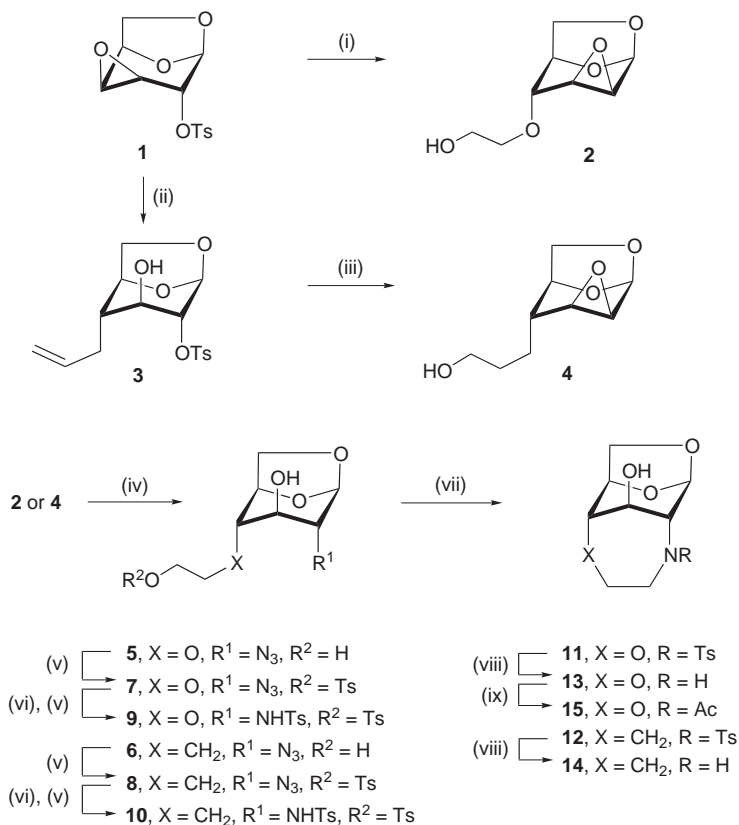 O O O OTs
1
(i)
O O O O HO
2
(ii)
OH O O OTs
3
(iii)
O O O HO
4
2 or 4
(iv)
OH O O X R²O R¹
(vii)
OH O O X NR
5, X = O, R¹ = N₃, R² = H
(v)
7, X = O, R¹ = N₃, R² = Ts
(vi), (v)
9, X = O, R¹ = NHTs, R² = Ts
6, X = CH₂, R¹ = N₃, R² = H
(v)
8, X = CH₂, R¹ = N₃, R² = Ts
(vi), (v)
10, X = CH₂, R¹ = NHTs, R² = Ts
11, X = O, R = Ts
(viii)
13, X = O, R = H
(ix)
15, X = O, R = Ac
12, X = CH₂, R = Ts
(viii)
14, X = CH₂, R = H